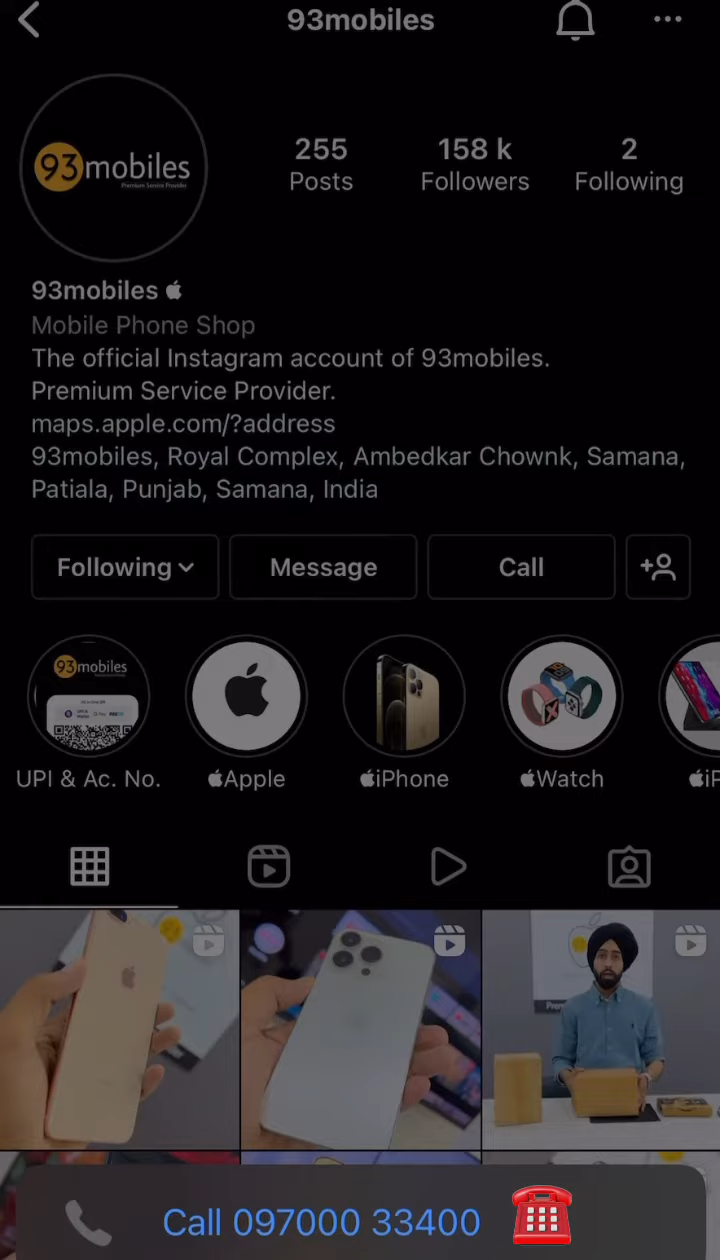 93mobiles
93mobiles
Premium Service Provider
255
Posts
158 k
Followers
2
Following
93mobiles
Mobile Phone Shop
The official Instagram account of 93mobiles.
Premium Service Provider.
maps.apple.com/?address
93mobiles, Royal Complex, Ambedkar Chownk, Samana,
Patiala, Punjab, Samana, India
Following
Message
Call
93mobiles
UPI & Ac. No.
Apple
iPhone
Watch
iP
Call 097000 33400